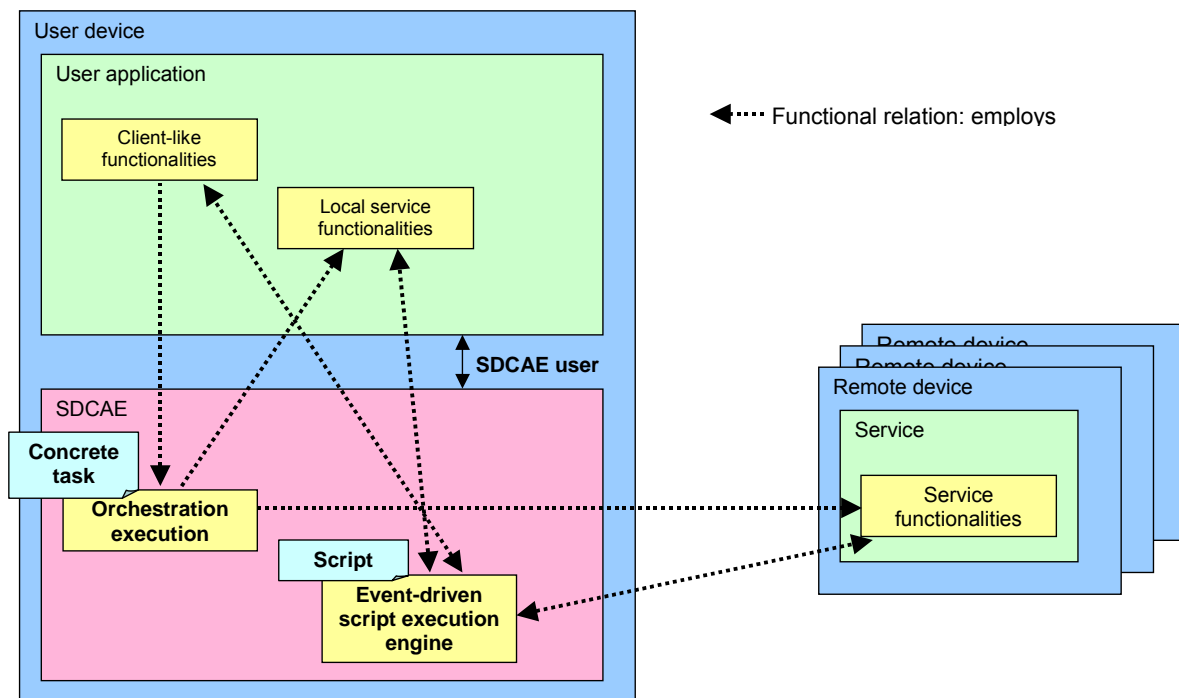 User device
User application
Client-like
functionalities
Local service
functionalities
Functional relation: employs
SDCAE user
SDCAE
Concrete
task
Orchestration
execution
Script
Event-driven
script execution
engine
Remote device
Remote device
Remote device
Service
Service
functionalities